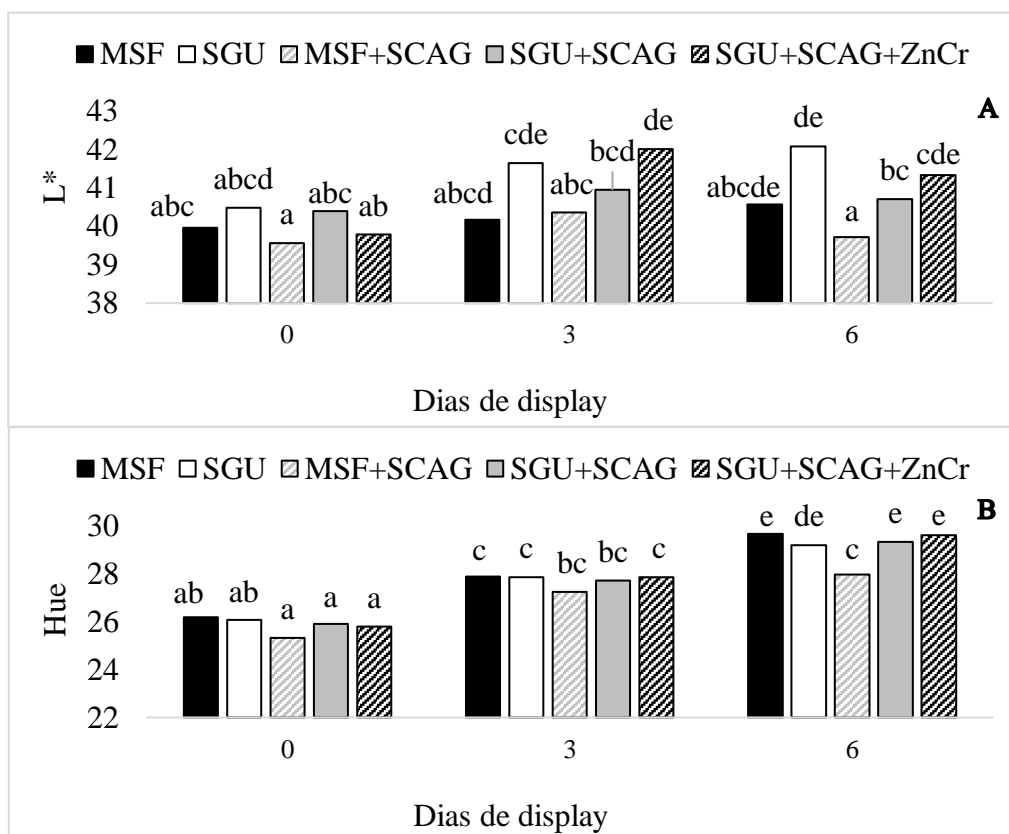 MSF SGU MSF+SCAG SGU+SCAG SGU+SCAG+ZnCr
A
L*
43
42
41
40
39
38
abc abcd a abc ab
abcd cde abc bcd de
abcde de a bc cde
0 3 6
Dias de display
MSF SGU MSF+SCAG SGU+SCAG SGU+SCAG+ZnCr
B
Hue
30
28
26
24
22
ab ab a a a
c c bc bc c
e de c e e
0 3 6
Dias de display